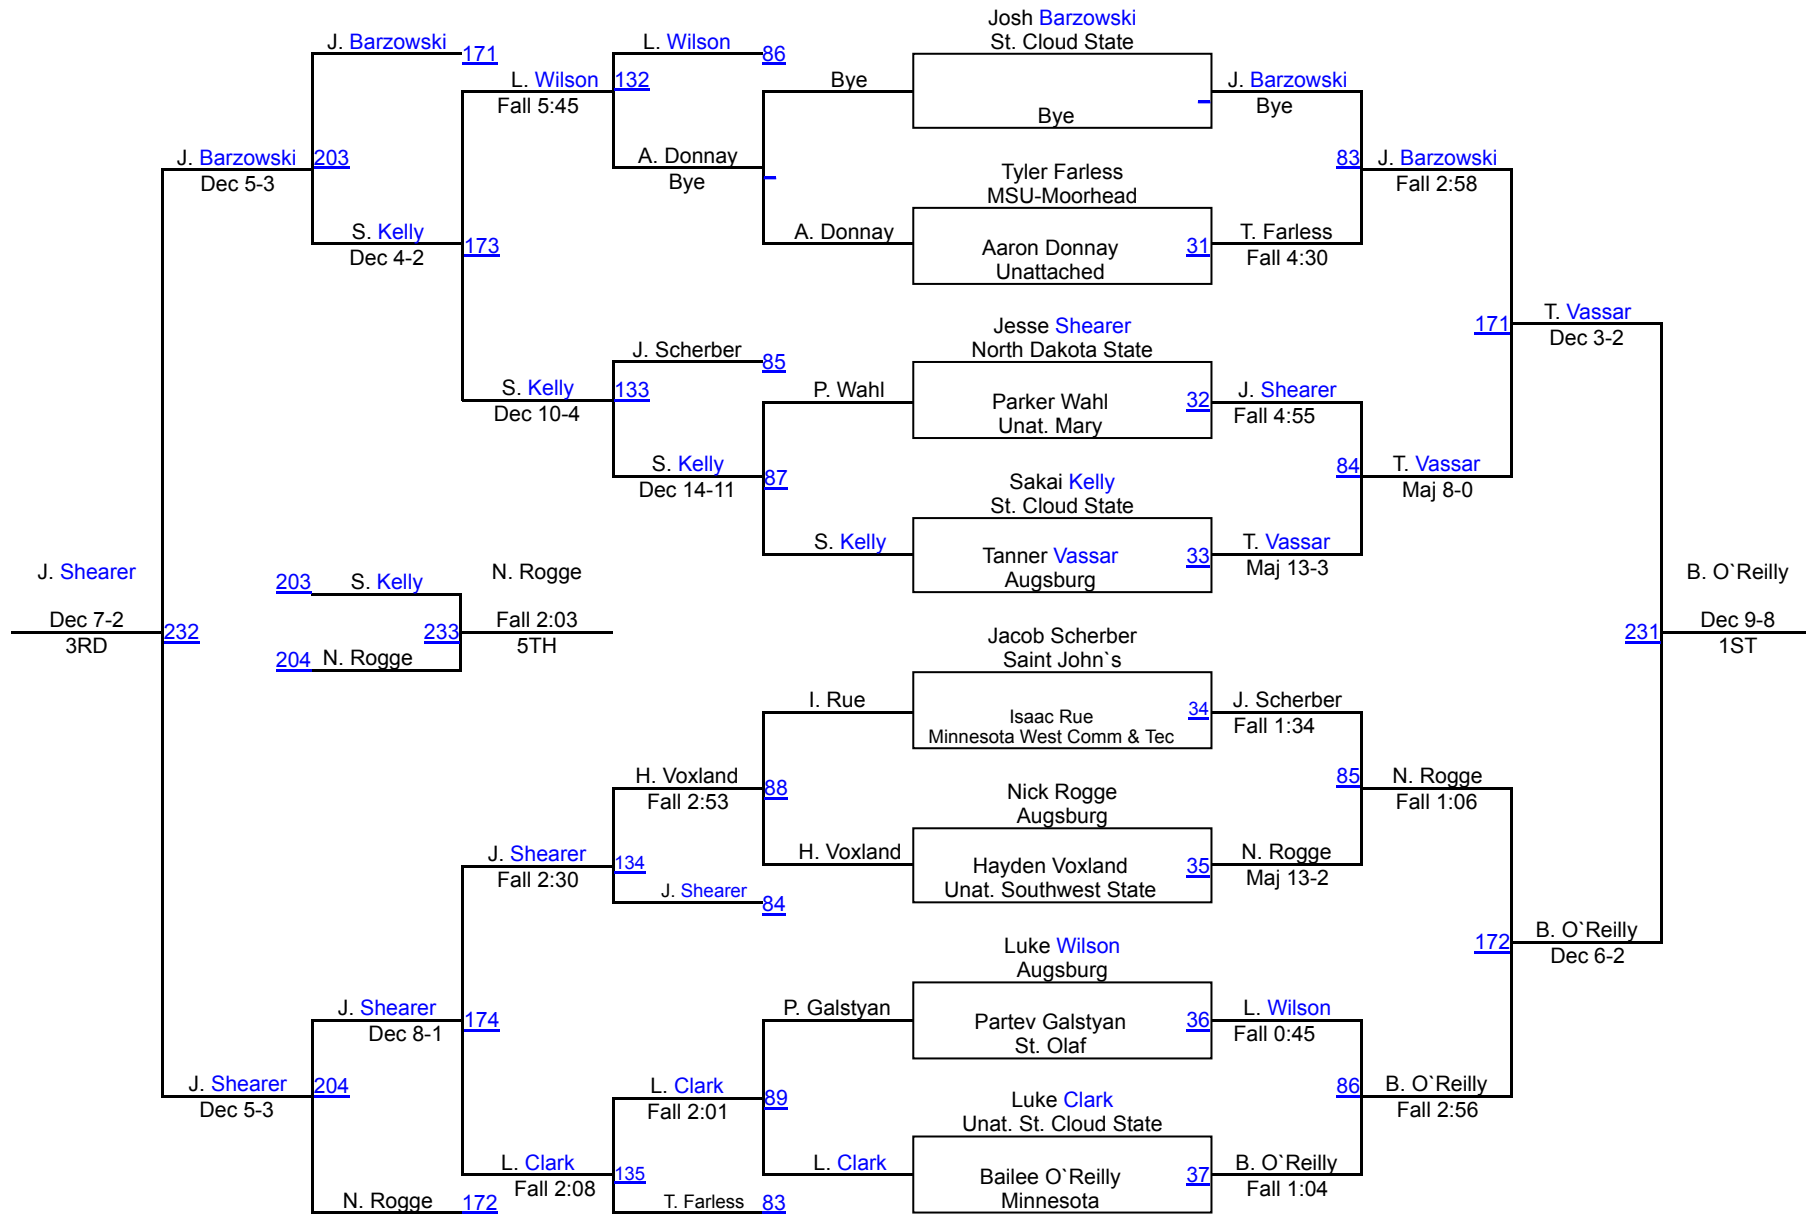 Josh Barzowski
St. Cloud State
J. Barzowski
171
L. Wilson
86
L. Wilson
132
Fall 5:45
Bye
Bye
J. Barzowski
Bye
J. Barzowski
203
Dec 5-3
A. Donnay
Bye
Tyler Farless
MSU-Moorhead
83
J. Barzowski
Fall 2:58
S. Kelly
Dec 4-2
173
A. Donnay
Aaron Donnay
Unattached
31
T. Farless
Fall 4:30
Jesse Shearer
North Dakota State
171
T. Vassar
Dec 3-2
J. Scherber
85
S. Kelly
133
Dec 10-4
P. Wahl
Parker Wahl
Unat. Mary
32
J. Shearer
Fall 4:55
S. Kelly
Dec 14-11
87
Sakai Kelly
St. Cloud State
84
T. Vassar
Maj 8-0
S. Kelly
Tanner Vassar
Augsburg
33
T. Vassar
Maj 13-3
J. Shearer
Dec 7-2
3RD
232
203
S. Kelly
204
N. Rogge
233
N. Rogge
Fall 2:03
5TH
231
B. O`Reilly
Dec 9-8
1ST
Jacob Scherber
Saint John`s
I. Rue
Isaac Rue
Minnesota West Comm & Tec
34
J. Scherber
Fall 1:34
H. Voxland
Fall 2:53
88
Nick Rogge
Augsburg
85
N. Rogge
Fall 1:06
J. Shearer
Fall 2:30
134
H. Voxland
Hayden Voxland
Unat. Southwest State
35
N. Rogge
Maj 13-2
J. Shearer
84
Luke Wilson
Augsburg
172
B. O`Reilly
Dec 6-2
J. Shearer
Dec 8-1
174
P. Galstyan
Partev Galstyan
St. Olaf
36
L. Wilson
Fall 0:45
J. Shearer
204
Dec 5-3
L. Clark
Fall 2:01
89
Luke Clark
Unat. St. Cloud State
86
B. O`Reilly
Fall 2:56
L. Clark
Fall 2:08
135
L. Clark
Bailee O`Reilly
Minnesota
37
B. O`Reilly
Fall 1:04
N. Rogge
172
T. Farless
83